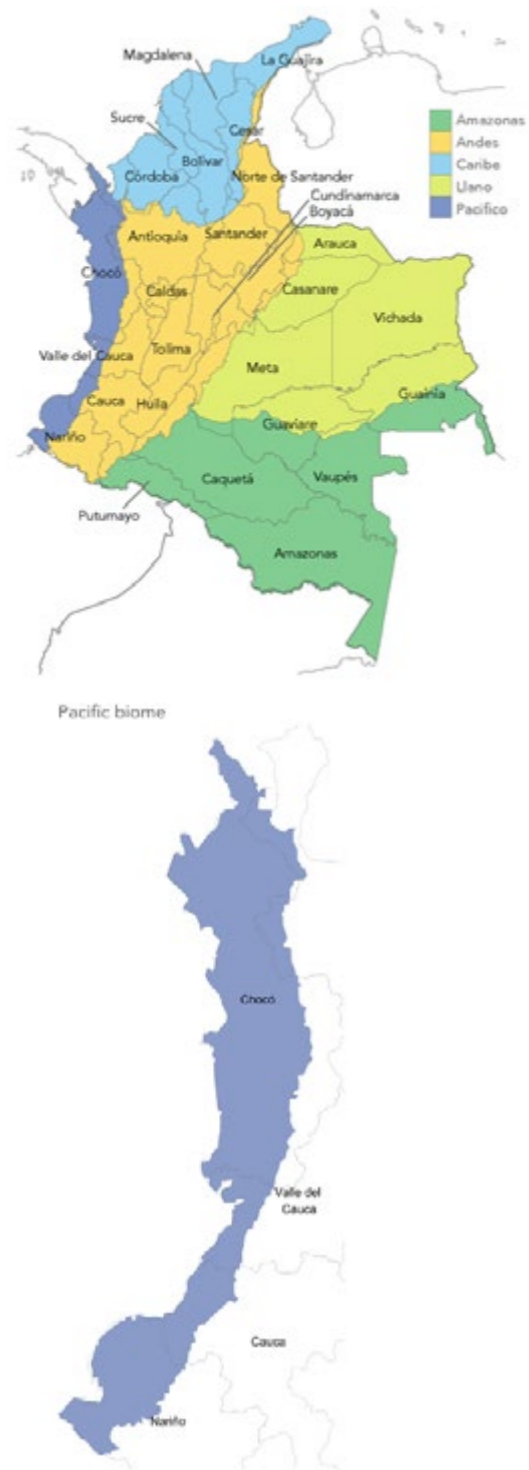 Magdalena
La Guajira
Sucre
Cesar
Bolívar
Córdoba
Norte de Santander
Cundinamarca
Boyacá
Antioquia
Santander
Arauca
Chocó
Caldas
Casanare
Vichada
Valle del Cauca
Tolima
Meta
Cauca
Huila
Guainía
Nariño
Guaviare
Caquetá
Vaupés
Putumayo
Amazonas
Amazonas
Andes
Caribe
Llano
Pacifico
Pacific biome
Chocó
Valle del
Cauca
Cauca
Nariño